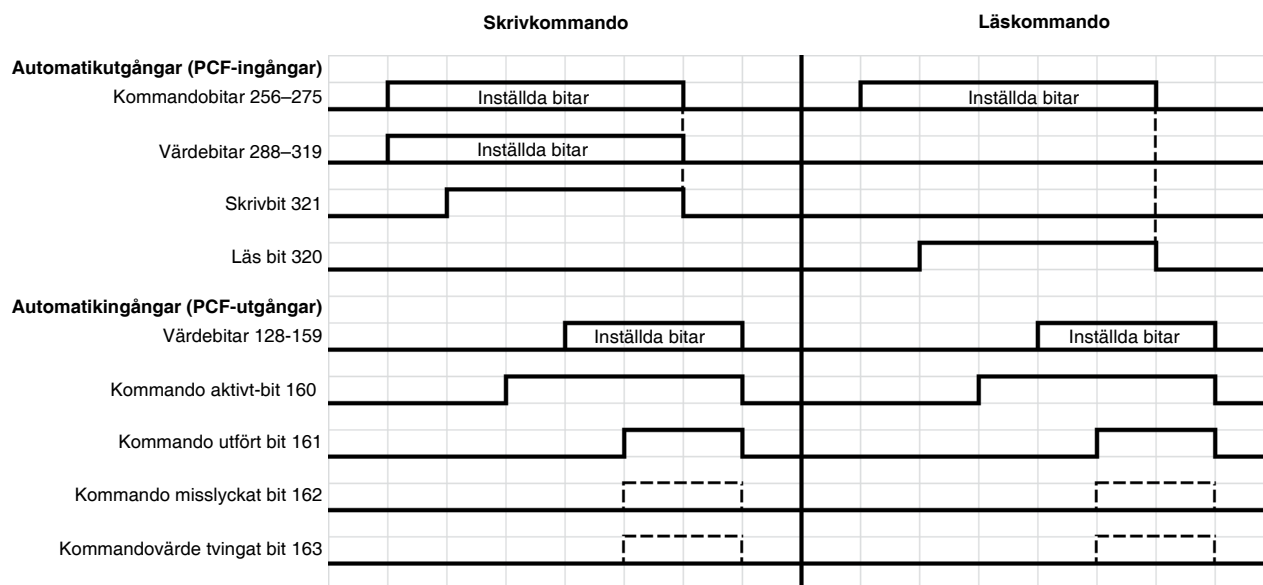 Skrivkommando
Läskommando
Automatikutgångar (PCF-ingångar)
Kommandobitar 256–275
Inställda bitar
Inställda bitar
Värdebitar 288–319
Inställda bitar
Skrivbit 321
Läs bit 320
Automatikingångar (PCF-utgångar)
Värdebitar 128-159
Inställda bitar
Inställda bitar
Kommando aktivt-bit 160
Kommando utfört bit 161
Kommando misslyckat bit 162
Kommandovärde tvingat bit 163